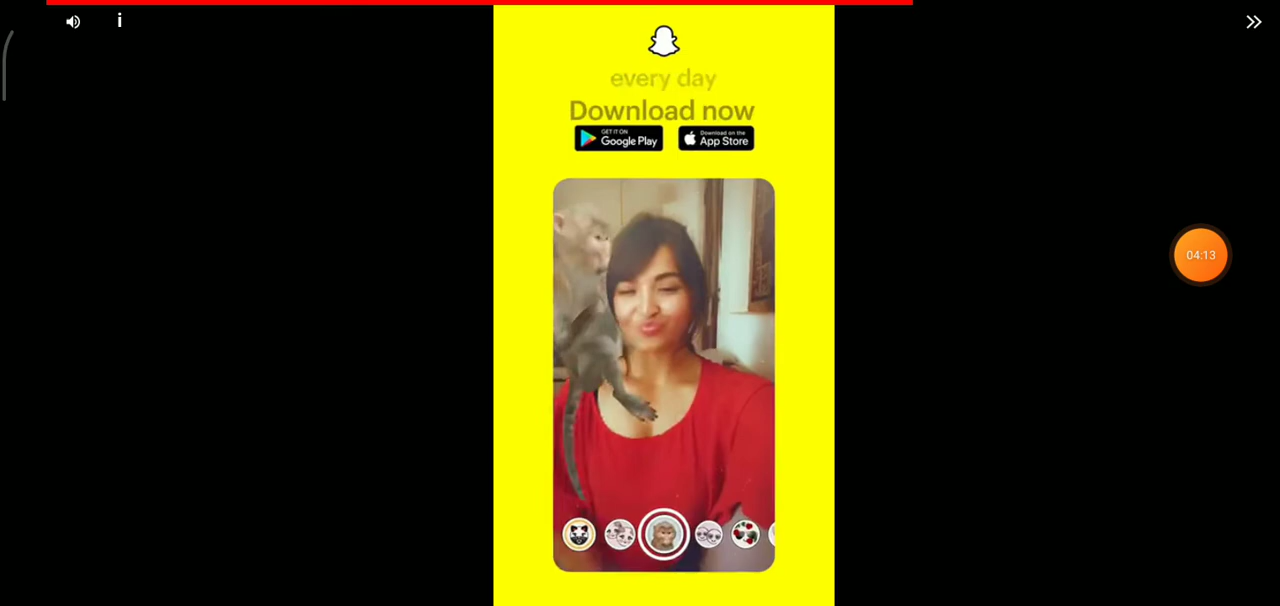 i
every day
Download now
GET IT ON
Google Play
Download on the
App Store
04:13